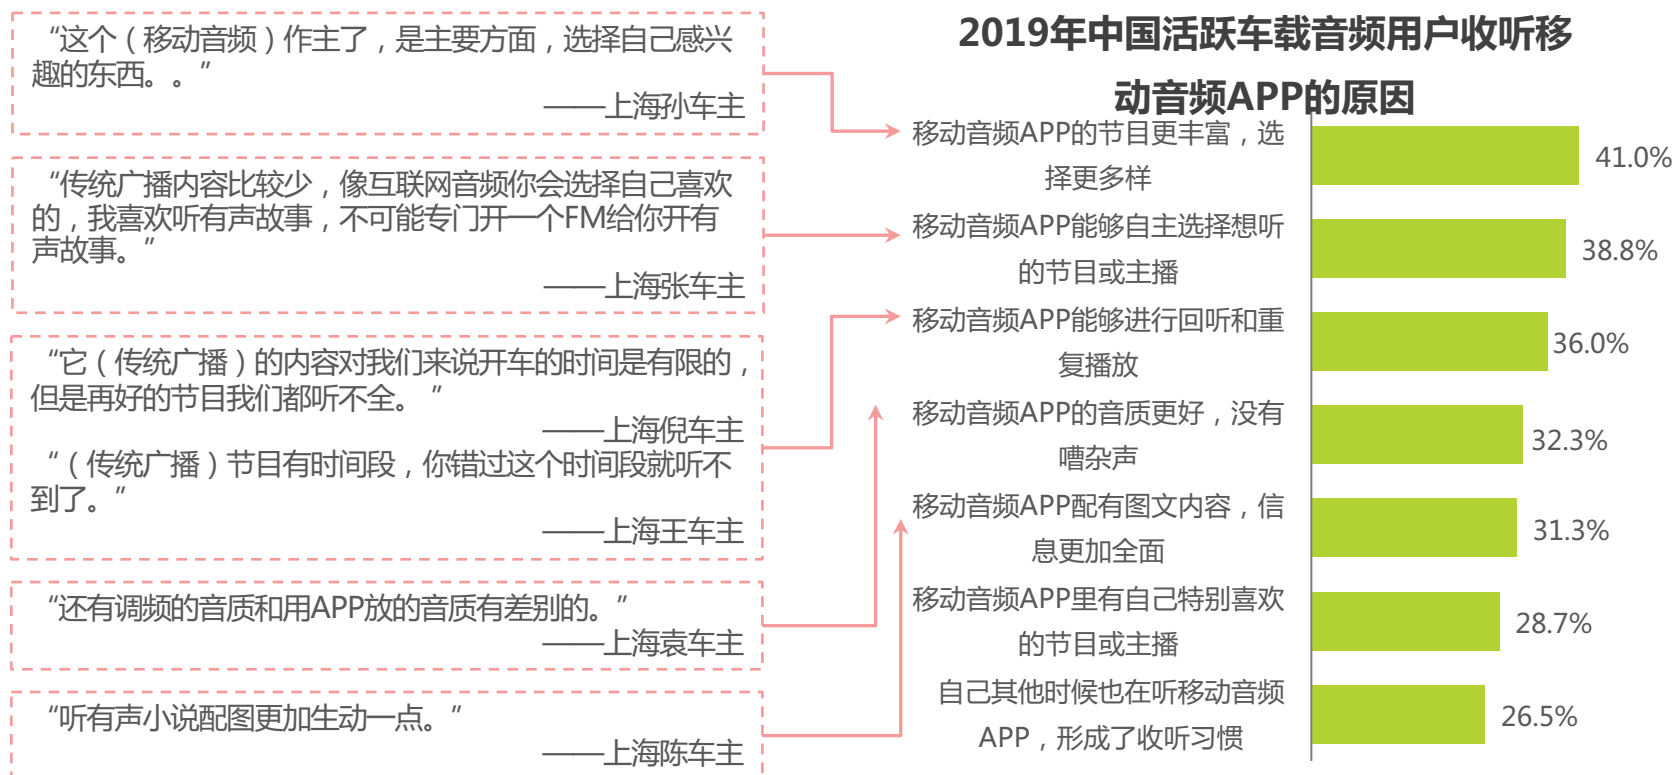 “这个（移动音频）作主了，是主要方面，选择自己感兴
趣的东西。。”
——上海孙车主
“传统广播内容比较少，像互联网音频你会选择自己喜欢
的，我喜欢听有声故事，不可能专门开一个FM给你开有
声故事。”
——上海张车主
“它（传统广播）的内容对我们来说开车的时间是有限的，
但是再好的节目我们都听不全。”
——上海倪车主
“（传统广播）节目有时间段，你错过这个时间段就听不
到了。”
——上海王车主
“还有调频的音质和用APP放的音质有差别的。”
——上海袁车主
“听有声小说配图更加生动一点。”
——上海陈车主
2019年中国活跃车载音频用户收听移
动音频APP的原因
移动音频APP的节目更丰富，选
择更多样
41.0%
移动音频APP能够自主选择想听
的节目或主播
38.8%
移动音频APP能够进行回听和重
复播放
36.0%
移动音频APP的音质更好，没有
嘈杂声
32.3%
移动音频APP配有图文内容，信
息更加全面
31.3%
移动音频APP里有自己特别喜欢
的节目或主播
28.7%
自己其他时候也在听移动音频
APP，形成了收听习惯
26.5%